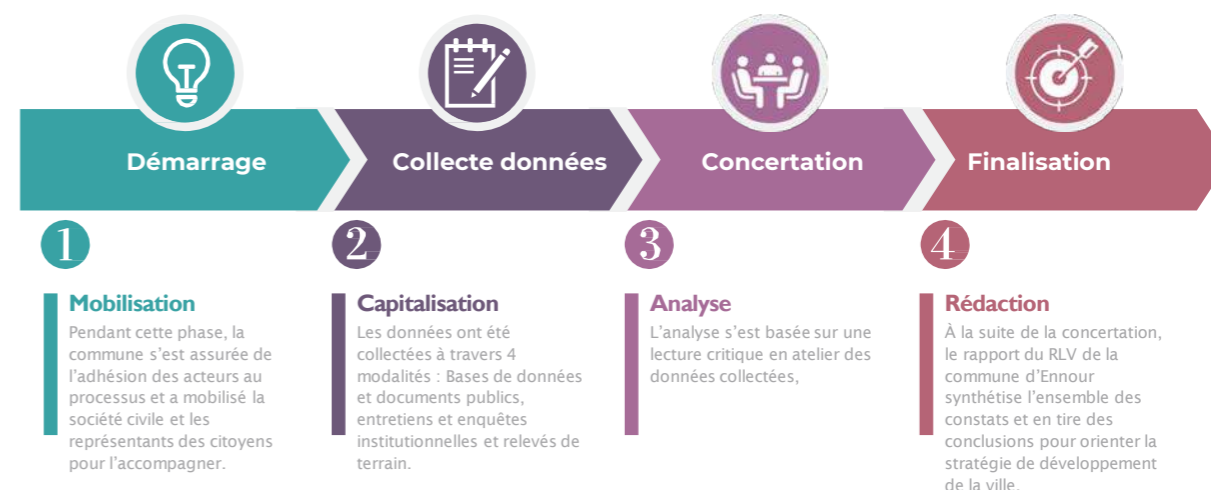 Démarrage
Collecte données
Concertation
Finalisation
1
2
3
4
Mobilisation
Pendant cette phase, la
commune s’est assurée de
l’adhésion des acteurs au
processus et a mobilisé la
société civile et les
représentants des citoyens
pour l’accompagner.
Capitalisation
Les données ont été
collectées à travers 4
modalités : Bases de données
et documents publics,
entretiens et enquêtes
institutionnelles et relevés de
terrain.
Analyse
L’analyse s’est basée sur une
lecture critique en atelier des
données collectées,
Rédaction
À la suite de la concertation,
le rapport du RLV de la
commune d’Ennour
synthétise l’ensemble des
constats et en tire des
conclusions pour orienter la
stratégie de développement
de la ville.